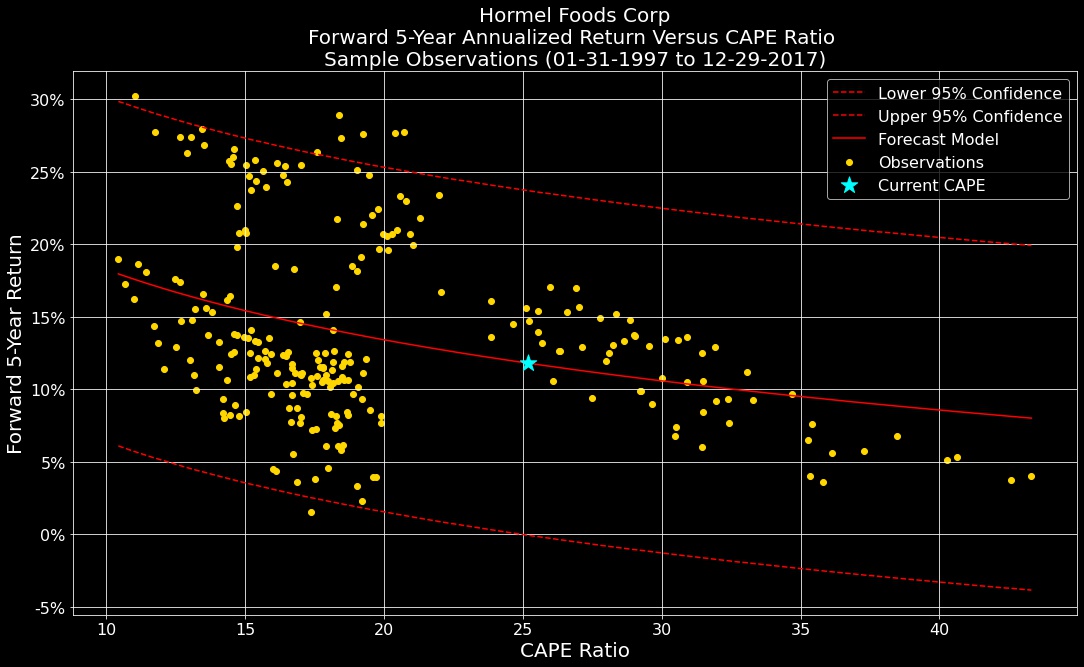 Hormel Foods Corp
Forward 5-Year Annualized Return Versus CAPE Ratio
Sample Observations (01-31-1997 to 12-29-2017)
Lower 95% Confidence
Upper 95% Confidence
Forecast Model
Observations
Current CAPE
Forward 5-Year Return
30%
25%
20%
15%
10%
5%
0%
-5%
10 15 20 25 30 35 40
CAPE Ratio